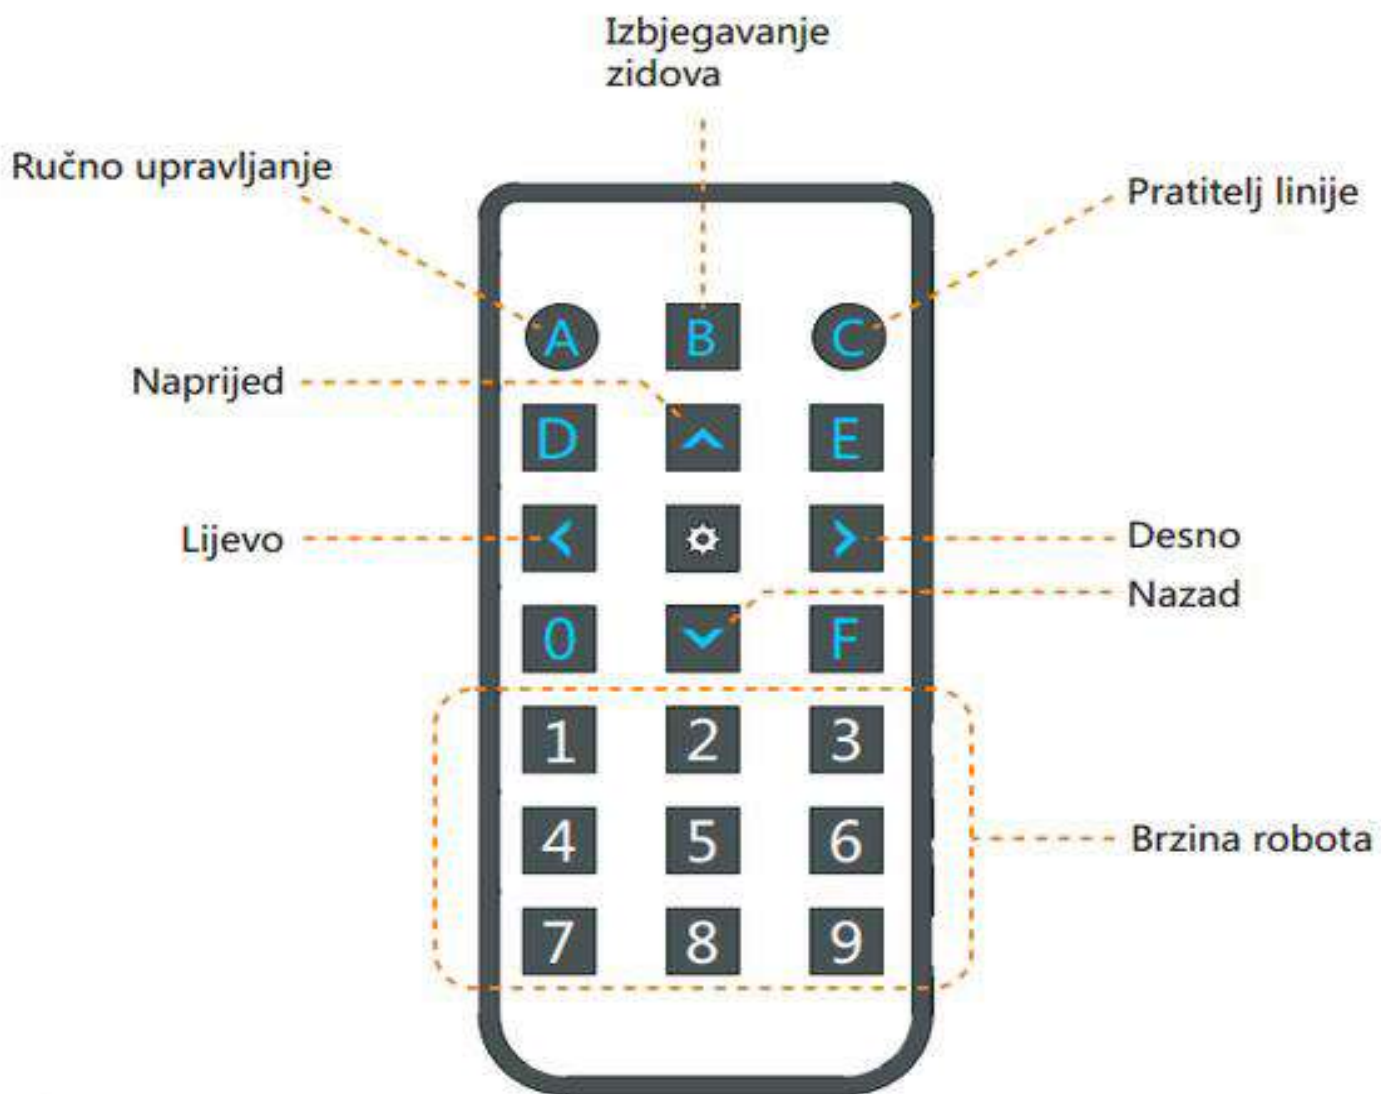 Izbjegavanje
zidova
Ručno upravljanje
Pratitelj linije
A B C
Naprijed
D E
Lijevo
Desno
Nazad
0 F
1 2 3
4 5 6
Brzina robota
7 8 9